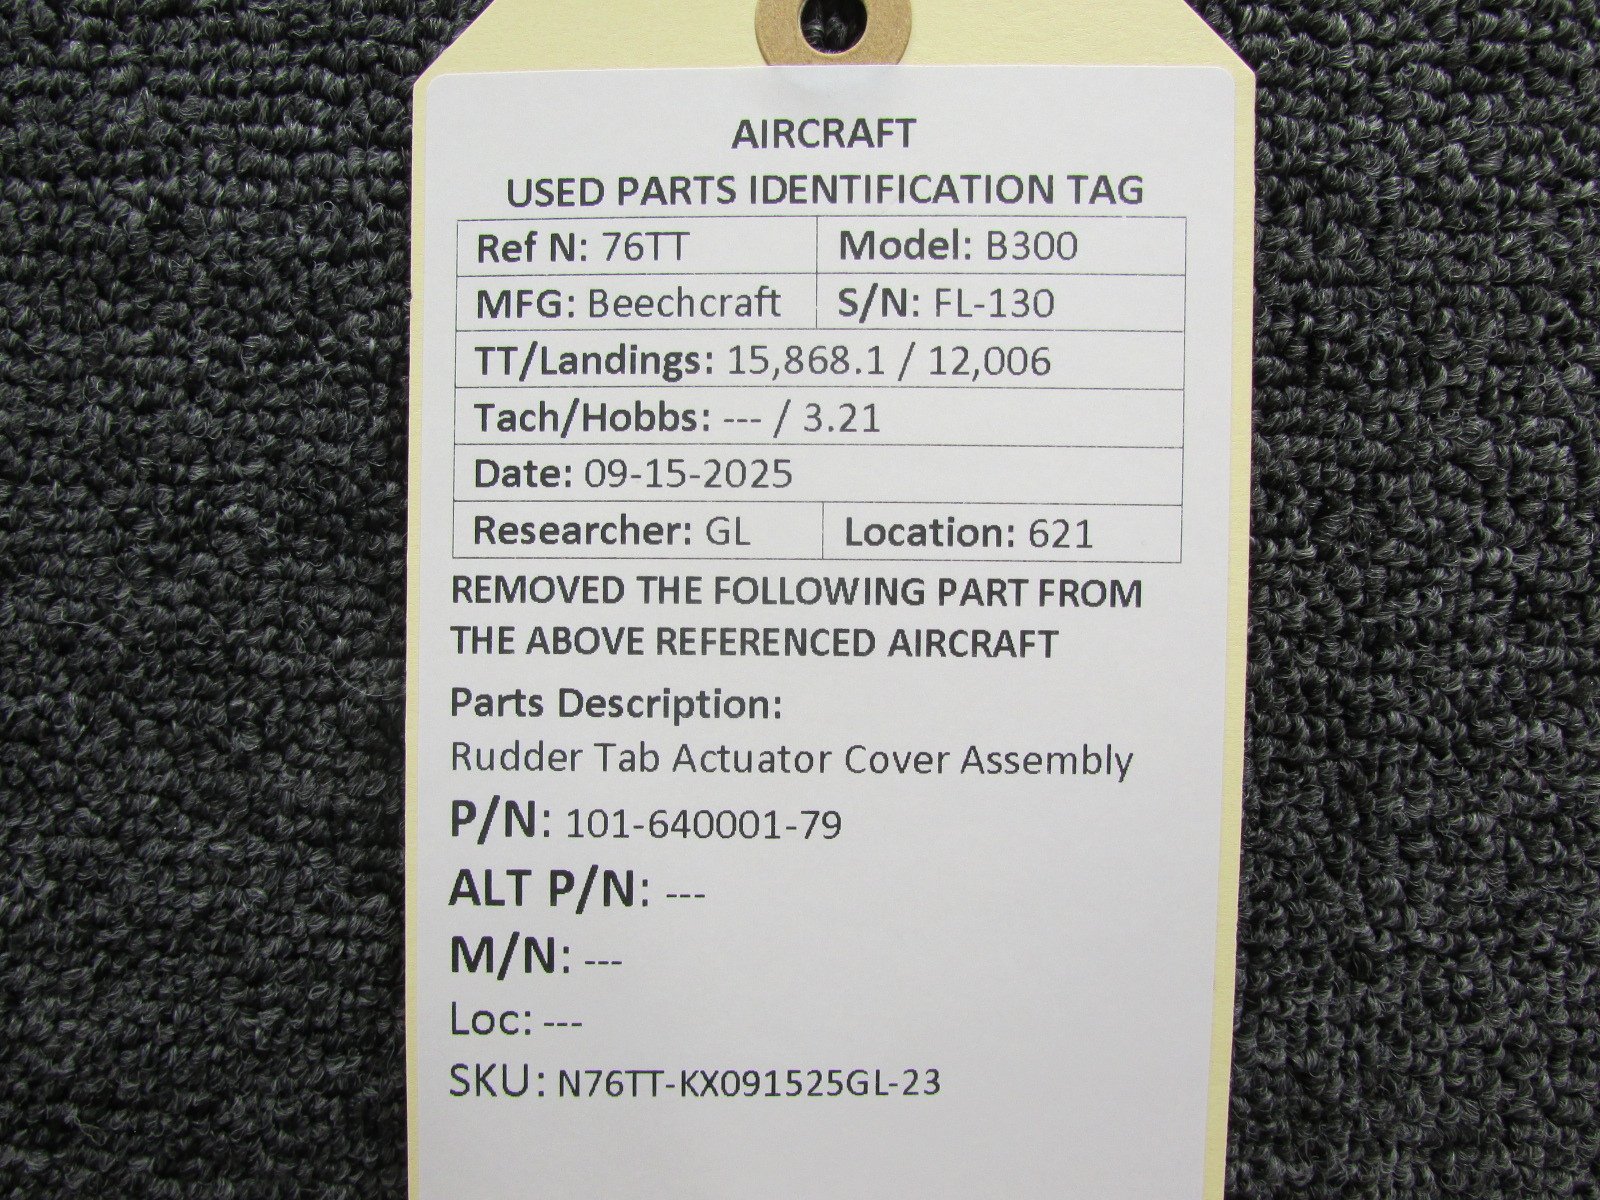 AIRCRAFT
USED PARTS IDENTIFICATION TAG
Ref N: 76TT Model: B300
MFG: Beechcraft S/N: FL-130
TT/Landings: 15,868.1 / 12,006
Tach/Hobbs: --- / 3.21
Date: 09-15-2025
Researcher: GL Location: 621
REMOVED THE FOLLOWING PART FROM
THE ABOVE REFERENCED AIRCRAFT
Parts Description:
Rudder Tab Actuator Cover Assembly
P/N: 101-640001-79
ALT P/N: ---
M/N: ---
Loc: ---
SKU: N76TT-KX091525GL-23